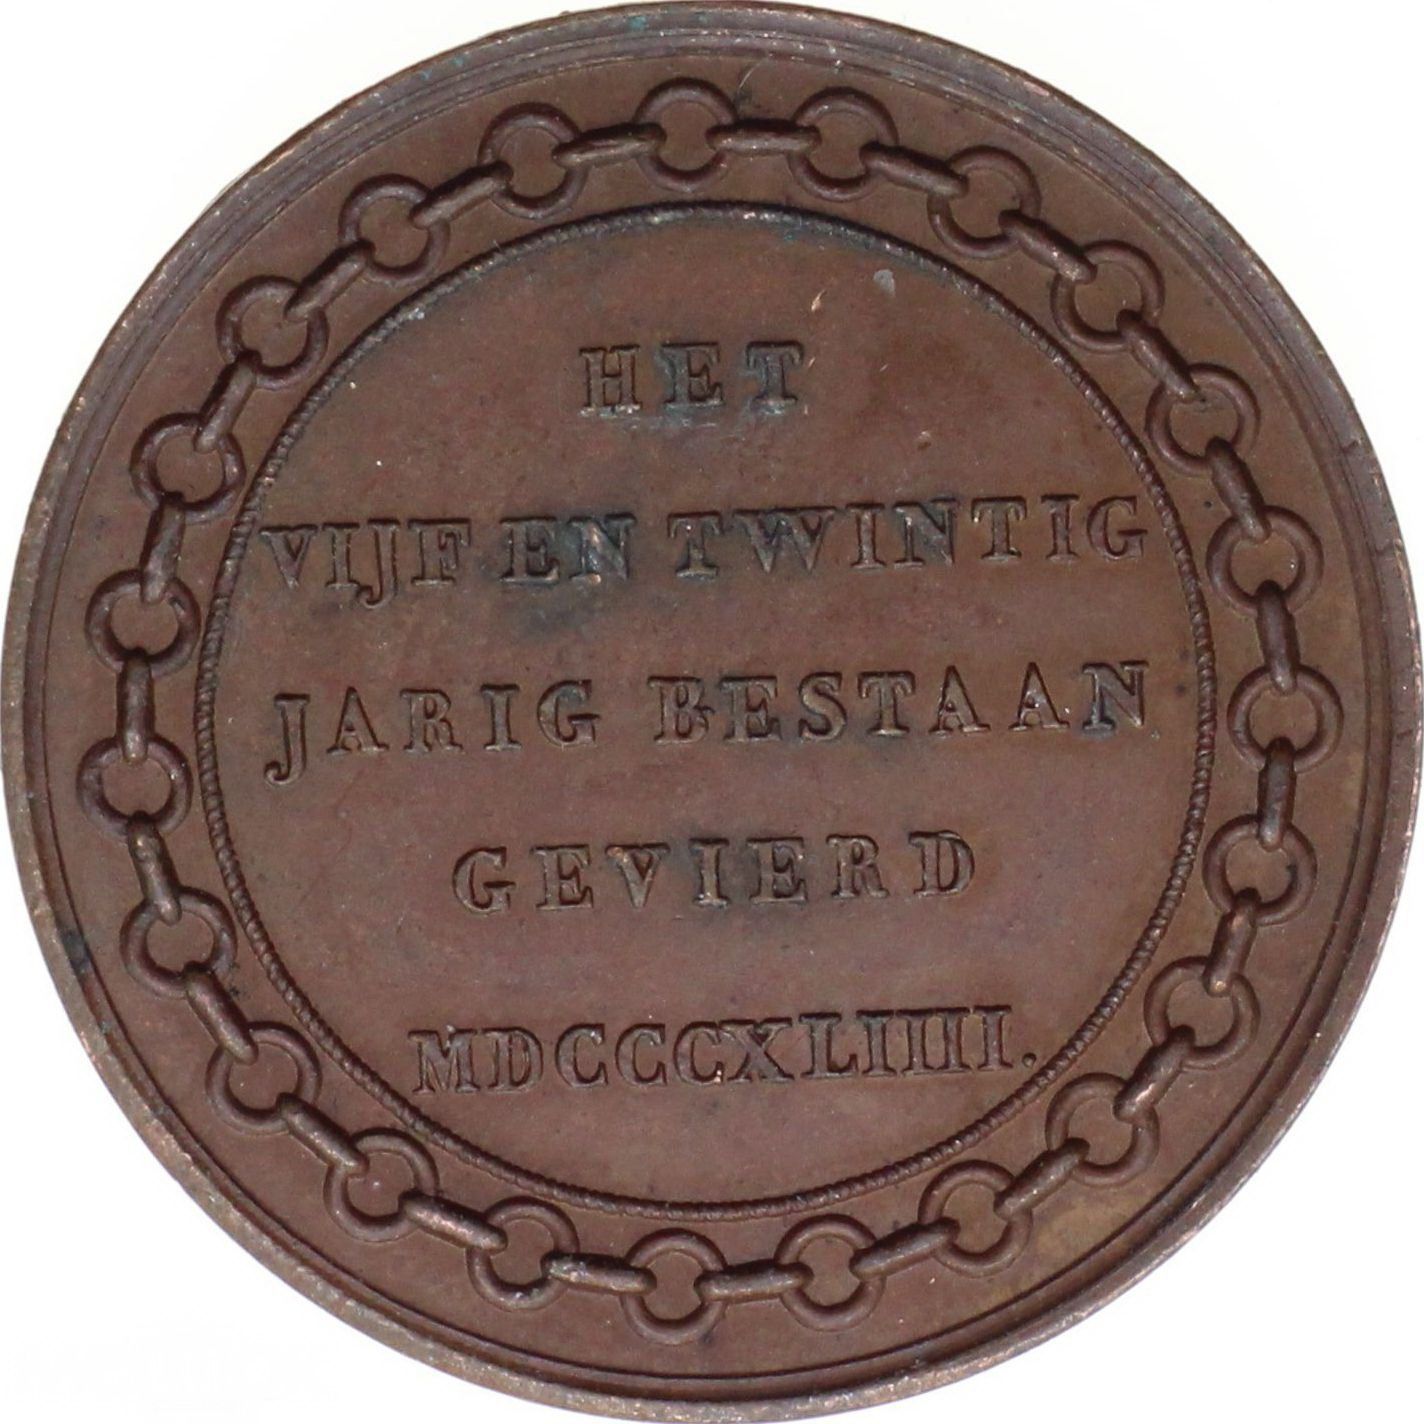 HET
VIJF EN TWINTIG
JARIG BESTAAN
GEVIERD
MDCCCXLIIII.